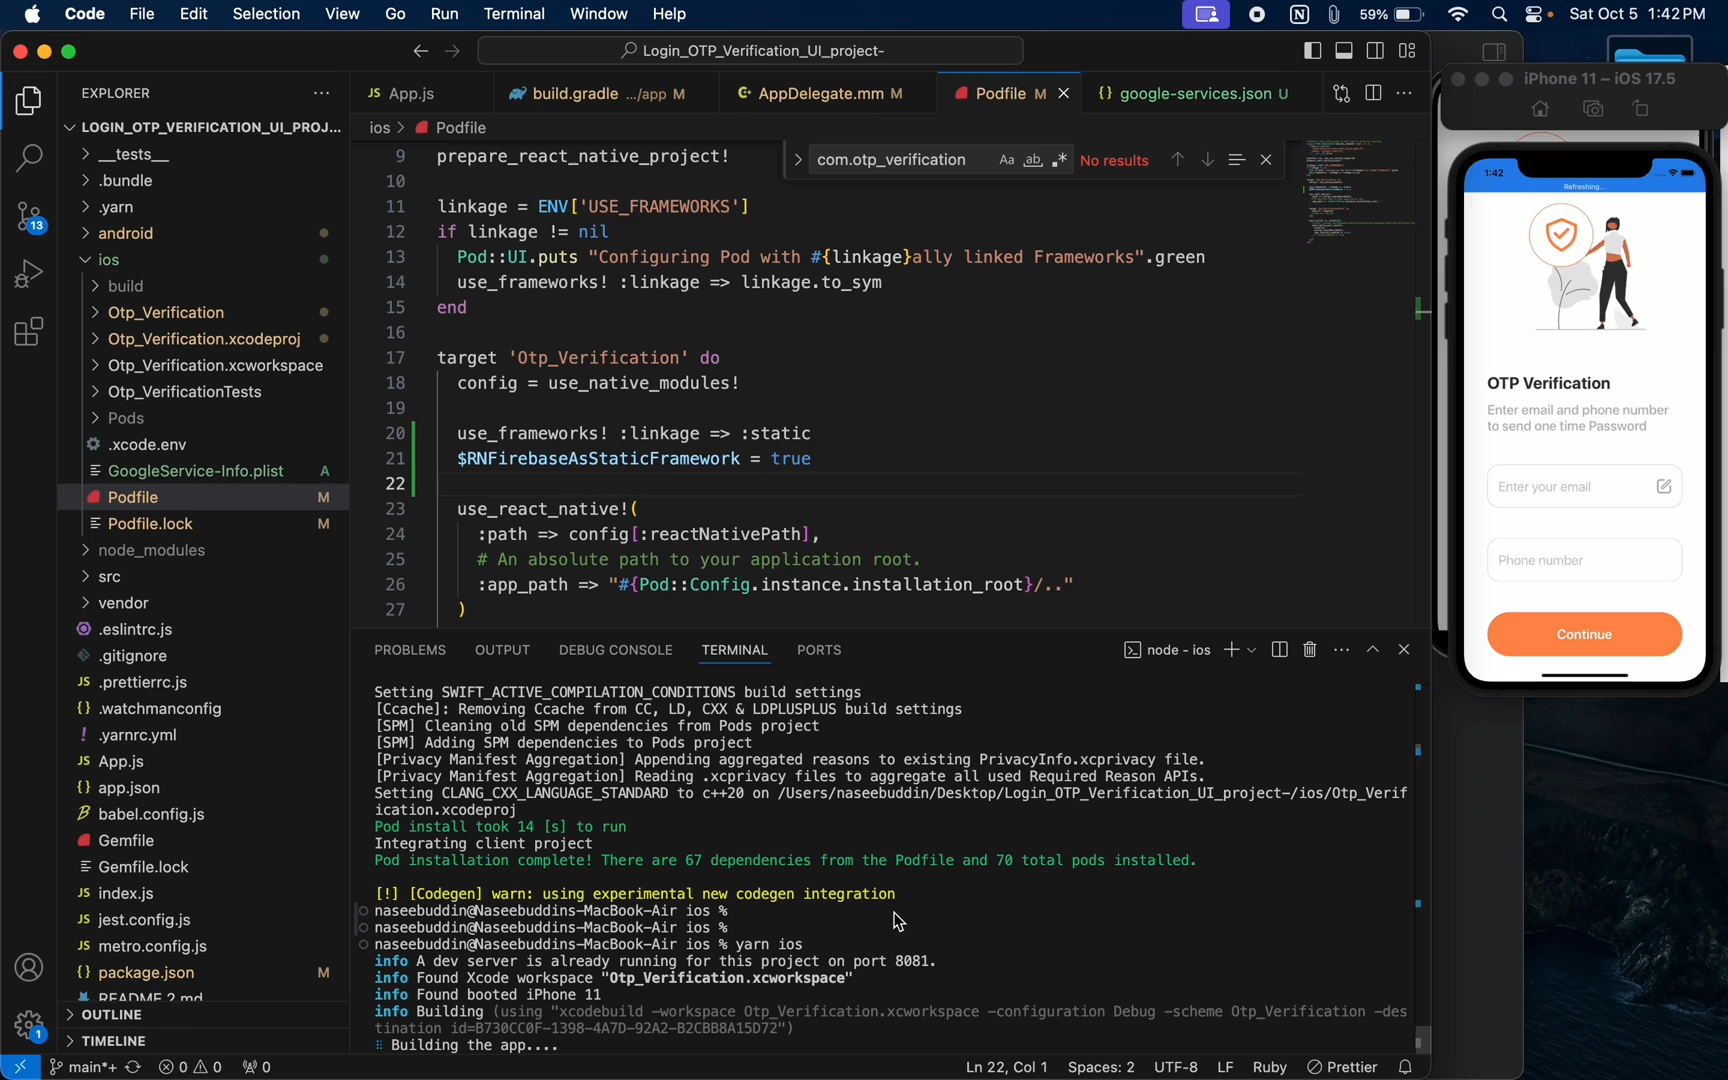 Code File Edit Selection View Go Run Terminal Window Help
59% Sat Oct 5 1:42 PM
Login_OTP_Verification_UI_project-
EXPLORER
LOGIN_OTP_VERIFICATION_UI_PROJ...
__tests__
.bundle
.yarn
android
ios
build
Otp_Verification
Otp_Verification.xcodeproj
Otp_Verification.xcworkspace
Otp_VerificationTests
Pods
.xcode.env
GoogleService-Info.plist A
Podfile M
Podfile.lock M
node_modules
src
vendor
.eslintrc.js
.gitignore
JS .prettierrc.js
{} .watchmanconfig
! .yarnrc.yml
JS App.js
{} app.json
babel.config.js
Gemfile
Gemfile.lock
JS index.js
JS jest.config.js
JS metro.config.js
{} package.json M
README 2.md
OUTLINE
TIMELINE
13
1
JS App.js
build.gradle .../app M
AppDelegate.mm M
Podfile M
{} google-services.json U
ios > Podfile
com.otp_verification Aa ab No results
9 prepare_react_native_project!
10
11 linkage = ENV['USE_FRAMEWORKS']
12 if linkage != nil
13 Pod::UI.puts "Configuring Pod with #{linkage}ally linked Frameworks".green
14 use_frameworks! :linkage => linkage.to_sym
15 end
16
17 target 'Otp_Verification' do
18 config = use_native_modules!
19
20 use_frameworks! :linkage => :static
21 $RNFirebaseAsStaticFramework = true
22
23 use_react_native!(
24 :path => config[:reactNativePath],
25 # An absolute path to your application root.
26 :app_path => "#{Pod::Config.instance.installation_root}/.."
27 )
PROBLEMS OUTPUT DEBUG CONSOLE TERMINAL PORTS
node - ios
Setting SWIFT_ACTIVE_COMPILATION_CONDITIONS build settings
[Ccache]: Removing Ccache from CC, LD, CXX & LDPLUSPLUS build settings
[SPM] Cleaning old SPM dependencies from Pods project
[SPM] Adding SPM dependencies to Pods project
[Privacy Manifest Aggregation] Appending aggregated reasons to existing PrivacyInfo.xcprivacy file.
[Privacy Manifest Aggregation] Reading .xcprivacy files to aggregate all used Required Reason APIs.
Setting CLANG_CXX_LANGUAGE_STANDARD to c++20 on /Users/naseebuddin/Desktop/Login_OTP_Verification_UI_project-/ios/Otp_Verif
ication.xcodeproj
Pod install took 14 [s] to run
Integrating client project
Pod installation complete! There are 67 dependencies from the Podfile and 70 total pods installed.
[!] [Codegen] warn: using experimental new codegen integration
naseebuddin@Naseebuddins-MacBook-Air ios %
naseebuddin@Naseebuddins-MacBook-Air ios %
naseebuddin@Naseebuddins-MacBook-Air ios % yarn ios
info A dev server is already running for this project on port 8081.
info Found Xcode workspace "Otp_Verification.xcworkspace"
info Found booted iPhone 11
info Building (using "xcodebuild -workspace Otp_Verification.xcworkspace -configuration Debug -scheme Otp_Verification -des
tination id=B730CC0F-1398-4A7D-92A2-B2CBB8A15D72")
Building the app....
main*+ 0 0 0 Ln 22, Col 1 Spaces: 2 UTF-8 LF Ruby Prettier
iPhone 11 – iOS 17.5
1:42
Refreshing...
OTP Verification
Enter email and phone number
to send one time Password
Enter your email
Phone number
Continue